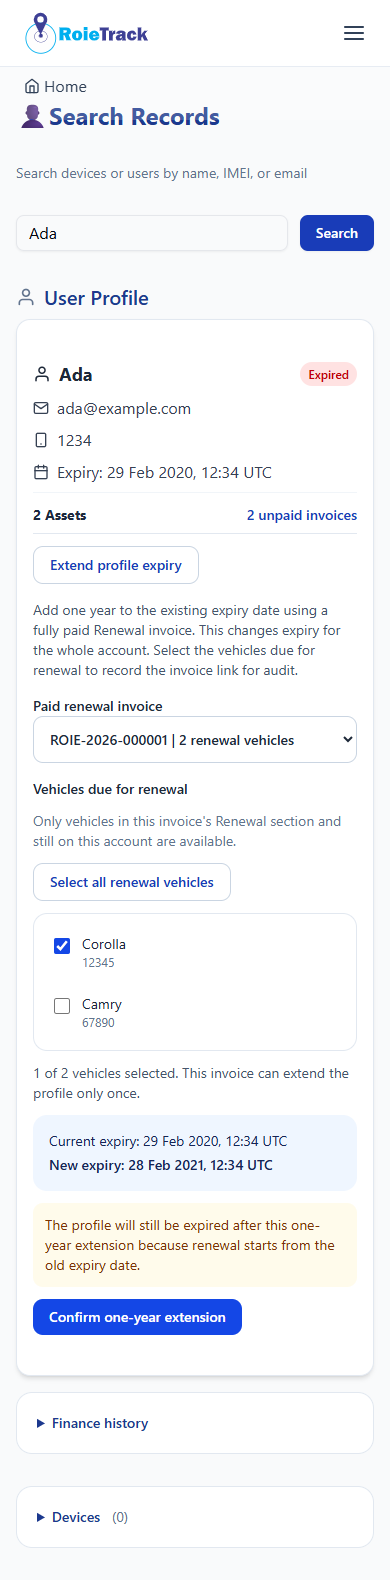 RoieTrack
Home
Search Records
Search devices or users by name, IMEI, or email
Ada
Search
User Profile
Ada
Expired
ada@example.com
1234
Expiry: 29 Feb 2020, 12:34 UTC
2 Assets
2 unpaid invoices
Extend profile expiry
Add one year to the existing expiry date using a
fully paid Renewal invoice. This changes expiry for
the whole account. Select the vehicles due for
renewal to record the invoice link for audit.
Paid renewal invoice
ROIE-2026-000001 | 2 renewal vehicles
Vehicles due for renewal
Only vehicles in this invoice's Renewal section and
still on this account are available.
Select all renewal vehicles
Corolla
12345
Camry
67890
1 of 2 vehicles selected. This invoice can extend the
profile only once.
Current expiry: 29 Feb 2020, 12:34 UTC
New expiry: 28 Feb 2021, 12:34 UTC
The profile will still be expired after this one-
year extension because renewal starts from the
old expiry date.
Confirm one-year extension
Finance history
Devices (0)